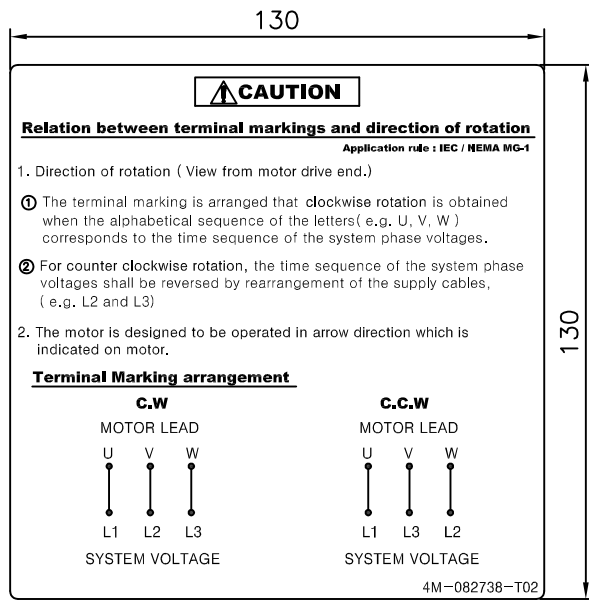 130
CAUTION
Relation between terminal markings and direction of rotation
Application rule : IEC / NEMA MG-1
1. Direction of rotation ( View from motor drive end.)
① The terminal marking is arranged that clockwise rotation is obtained
when the alphabetical sequence of the letters( e.g. U, V, W )
corresponds to the time sequence of the system phase voltages.
② For counter clockwise rotation, the time sequence of the system phase
voltages shall be reversed by rearrangement of the supply cables,
( e.g. L2 and L3)
2. The motor is designed to be operated in arrow direction which is
indicated on motor.
130
Terminal Marking arrangement
C.W
MOTOR LEAD
U V W
L1 L2 L3
SYSTEM VOLTAGE
C.C.W
MOTOR LEAD
U V W
L1 L3 L2
SYSTEM VOLTAGE
4M-082738-T02